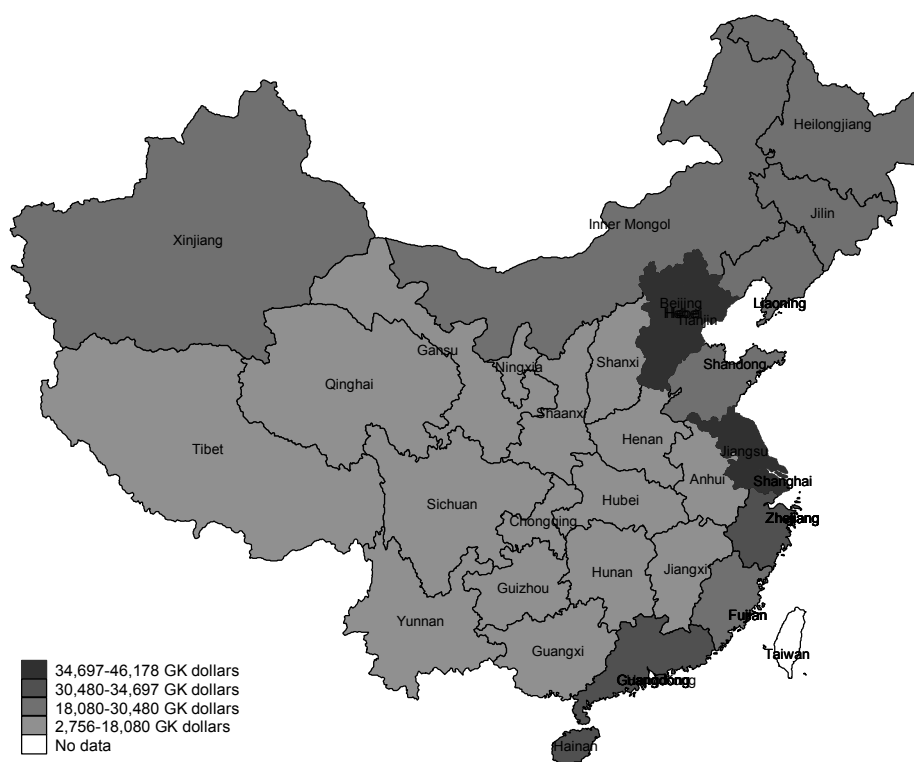 Heilongjiang
Jilin
Inner Mongol
Xinjiang
Beijing
Hebei
Tianjin
Liaoning
Gansu
Ningxia
Shanxi
Shandong
Qinghai
Shaanxi
Henan
Jiangsu
Tibet
Anhui
Shanghai
Sichuan
Hubei
Chongqing
Zhejiang
Guizhou
Hunan
Jiangxi
Yunnan
Fujian
Guangxi
Taiwan
Guangdong
Hainan
34,697-46,178 GK dollars
30,480-34,697 GK dollars
18,080-30,480 GK dollars
2,756-18,080 GK dollars
No data